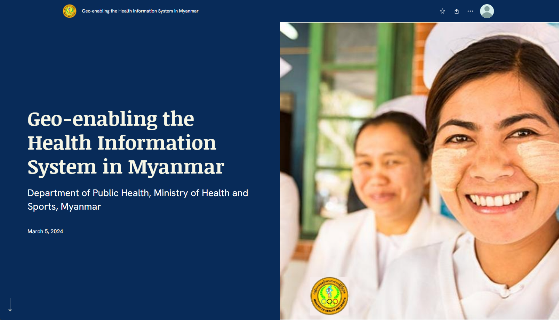 Geo-enabling the Health Information System in Myanmar
Geo-enabling the
Health Information
System in Myanmar
Department of Public Health, Ministry of Health and
Sports, Myanmar
March 5, 2024